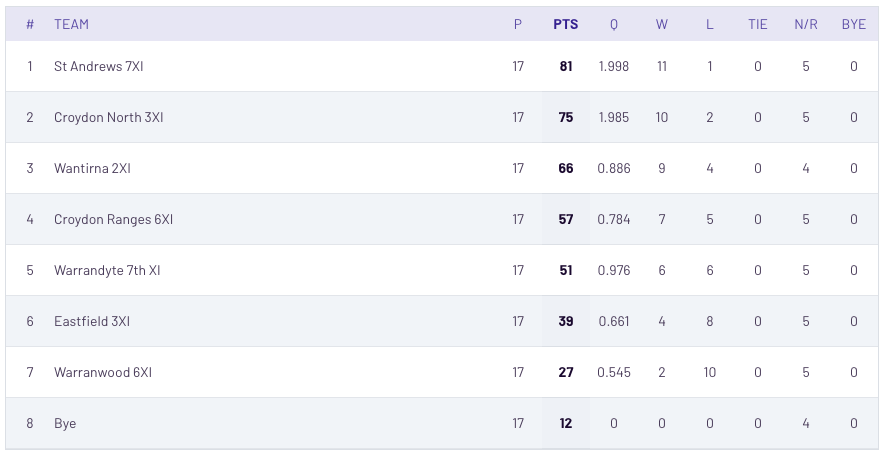 # TEAM P PTS Q W L TIE N/R BYE
1 St Andrews 7XI 17 81 1.998 11 1 0 5 0
2 Croydon North 3XI 17 75 1.985 10 2 0 5 0
3 Wantirna 2XI 17 66 0.886 9 4 0 4 0
4 Croydon Ranges 6XI 17 57 0.784 7 5 0 5 0
5 Warrandyte 7th XI 17 51 0.976 6 6 0 5 0
6 Eastfield 3XI 17 39 0.661 4 8 0 5 0
7 Warranwood 6XI 17 27 0.545 2 10 0 5 0
8 Bye 17 12 0 0 0 0 4 0